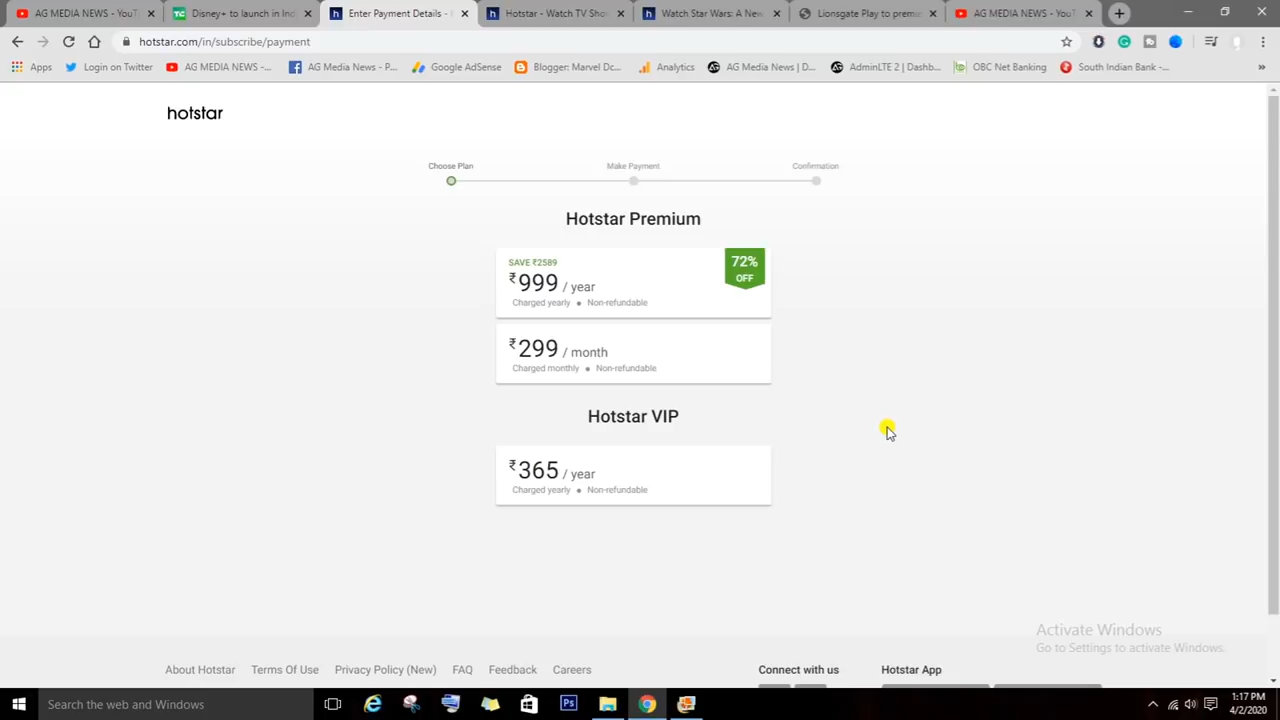 AG MEDIA NEWS - YouT
Disney+ to launch in Ind
Enter Payment Details -
Hotstar - Watch TV Sho
Watch Star Wars: A New
Lionsgate Play to premi
AG MEDIA NEWS - YouT
hotstar.com/in/subscribe/payment
Apps
Login on Twitter
AG MEDIA NEWS -...
AG Media News - P...
Google AdSense
Blogger: Marvel Dc...
Analytics
AG Media News | D...
AdminLTE 2 | Dashb...
OBC Net Banking
South Indian Bank -...
hotstar
Choose Plan
Make Payment
Confirmation
Hotstar Premium
SAVE ₹2589
72%
OFF
₹999 / year
Charged yearly ● Non-refundable
₹299 / month
Charged monthly ● Non-refundable
Hotstar VIP
₹365 / year
Charged yearly ● Non-refundable
Activate Windows
Go to Settings to activate Windows.
About Hotstar
Terms Of Use
Privacy Policy (New)
FAQ
Feedback
Careers
Connect with us
Hotstar App
Search the web and Windows
1:17 PM
4/2/2020